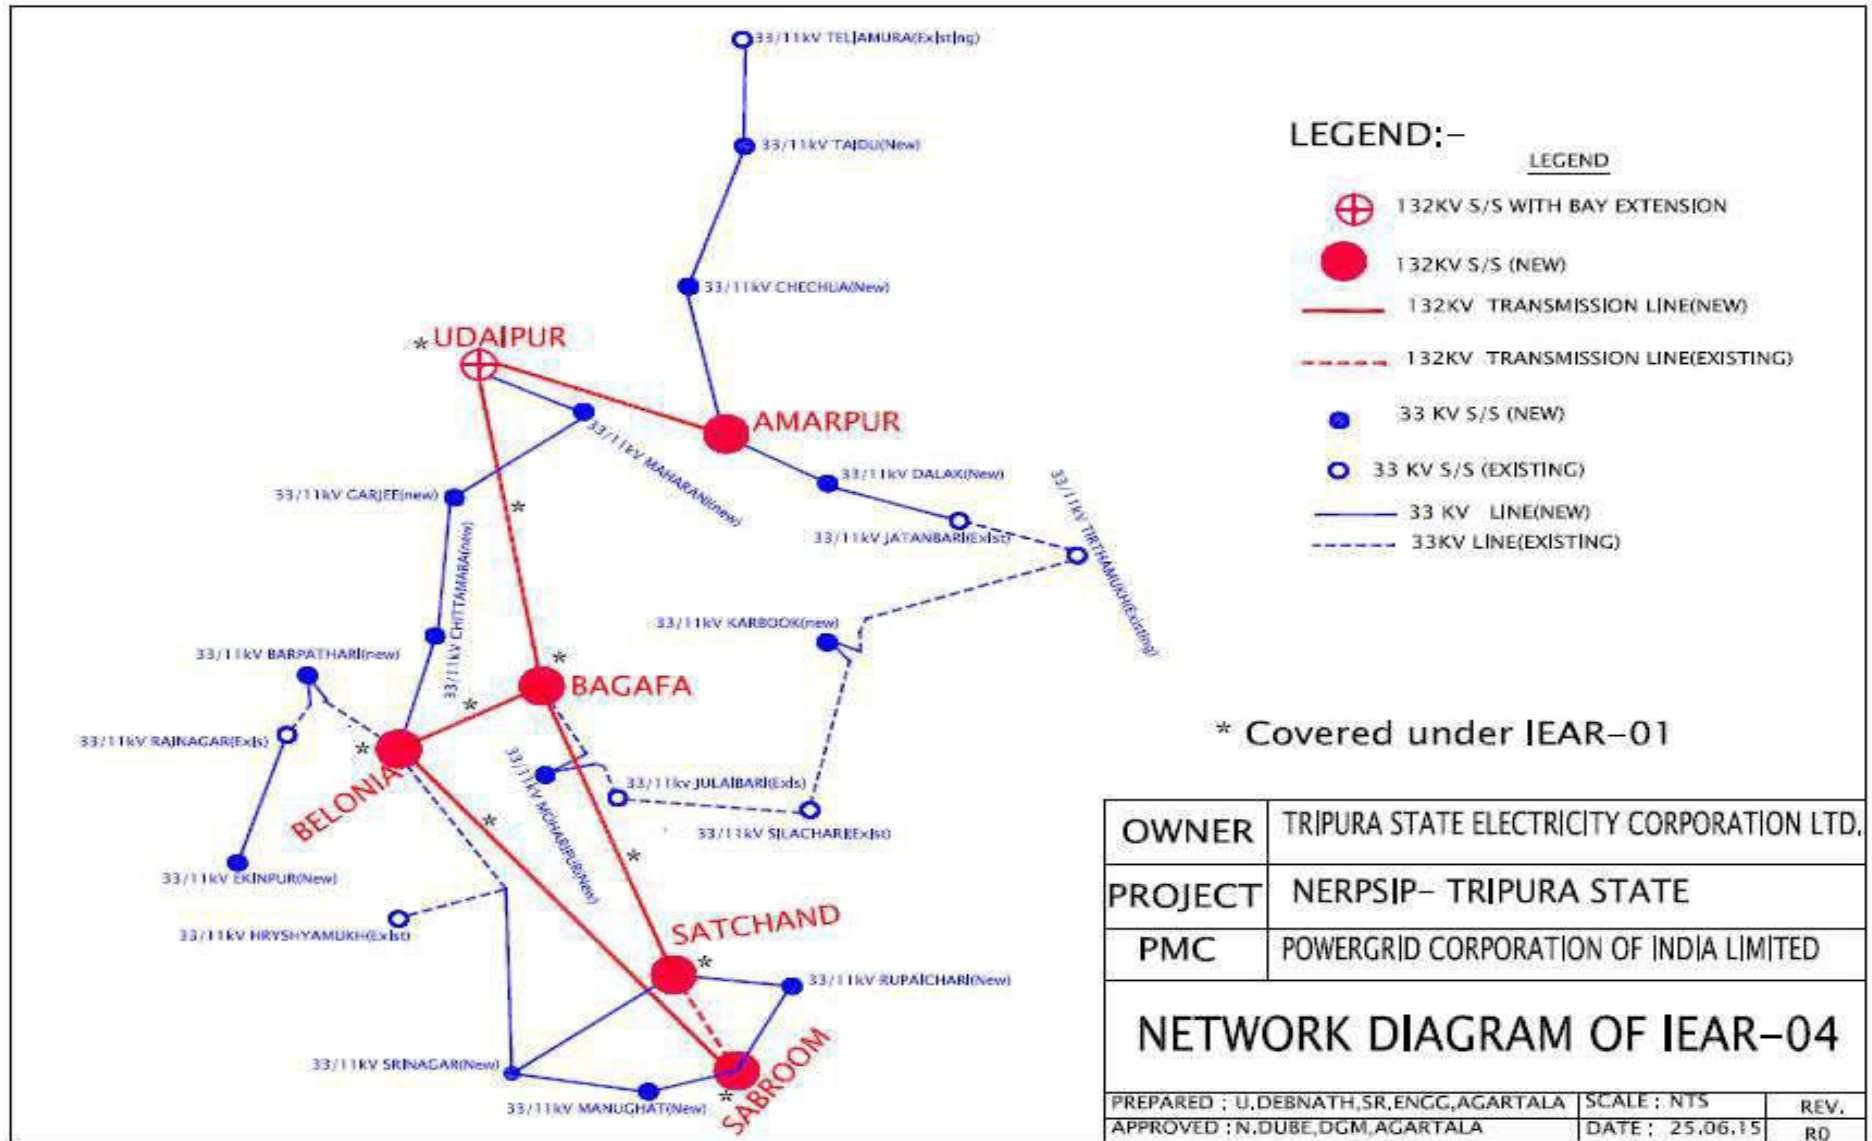 33/11kV TELIAMURA(Existing)
33/11kV TAIDU(New)
33/11kV CHECHUA(New)
* UDAIPUR
AMARPUR
33/11kV MAHARANI(new)
33/11kV GARJEE(new)
33/11kV DALAK(New)
33/11kV JATANBARI(Exist)
33/11kV TIRTHAMUKH(Existing)
33/11kV CHITTAMARA(new)
33/11kV KARBOOK(new)
33/11kV BARPATHARI(new)
*
*
BAGAFA
*
33/11kV RAJNAGAR(Exis)
*
BELONIA
33/11kV MOHARIPUR(New)
33/11kv JULAIBARI(Exis)
33/11kV SILACHARI(Exist)
*
*
33/11kV EKINPUR(New)
33/11kV HRYSHYAMUKH(Exist)
SATCHAND
*
33/11kV RUPAICHARI(New)
33/11kV SRINAGAR(New)
33/11kV MANUGHAT(New)
*
SABROOM
LEGEND:-
LEGEND
132KV S/S WITH BAY EXTENSION
132KV S/S (NEW)
132KV TRANSMISSION LINE(NEW)
132KV TRANSMISSION LINE(EXISTING)
33 KV S/S (NEW)
33 KV S/S (EXISTING)
33 KV LINE(NEW)
33KV LINE(EXISTING)
* Covered under IEAR-01
OWNER TRIPURA STATE ELECTRICITY CORPORATION LTD.
PROJECT NERPSIP- TRIPURA STATE
PMC POWERGRID CORPORATION OF INDIA LIMITED
NETWORK DIAGRAM OF IEAR-04
PREPARED : U.DEBNATH,SR.ENGG,AGARTALA SCALE : NTS REV.
APPROVED : N.DUBE,DGM,AGARTALA DATE : 25.06.15 R0